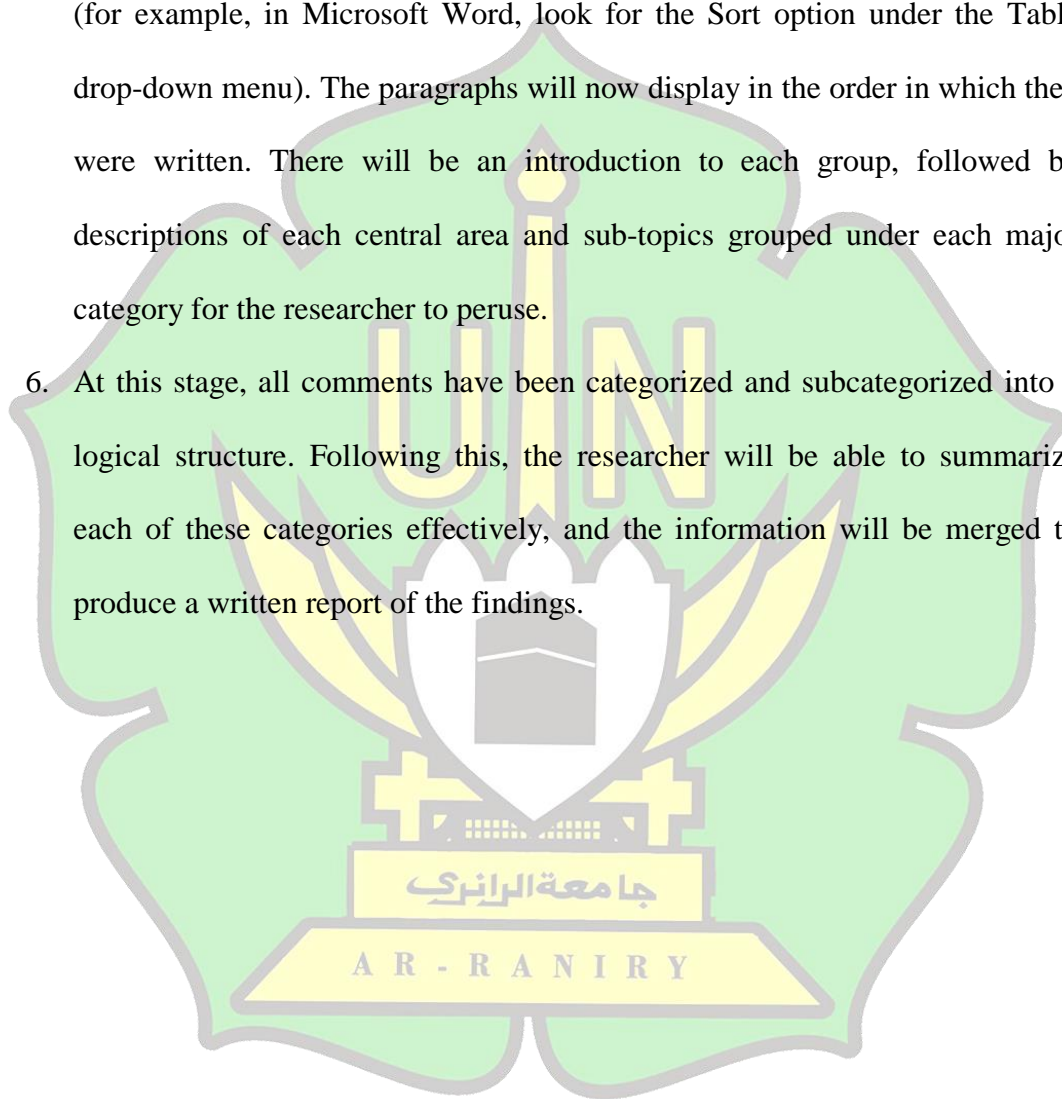 (for example, in Microsoft Word, look for the Sort option under the Tabl
drop-down menu). The paragraphs will now display in the order in which the
were written. There will be an introduction to each group, followed b
descriptions of each central area and sub-topics grouped under each majo
category for the researcher to peruse.
6. At this stage, all comments have been categorized and subcategorized into
logical structure. Following this, the researcher will be able to summariz
each of these categories effectively, and the information will be merged t
produce a written report of the findings.
UIN
جامعةالرانري
AR-RANIRY